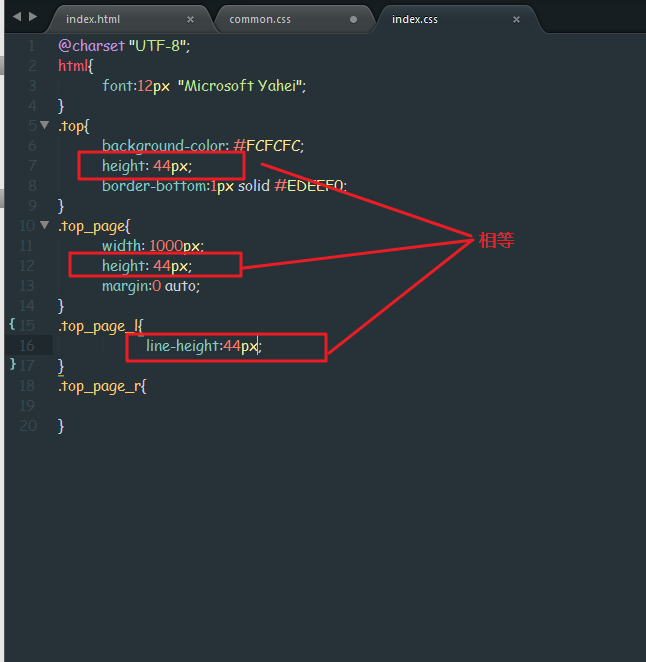 index.html
common.css
index.css
1 @charset "UTF-8";
2 html{
3 font:12px "Microsoft Yahei";
4 }
5 .top{
6 background-color: #FCFCFC;
7 height: 44px;
8 border-bottom:1px solid #EDEEF0;
9 }
10 .top_page{
11 width: 1000px;
12 height: 44px;
13 margin:0 auto;
相等
14 }
{ 15 .top_page_l{
16 line-height:44px;
} 17 }
18 .top_page_r{
19
20 }